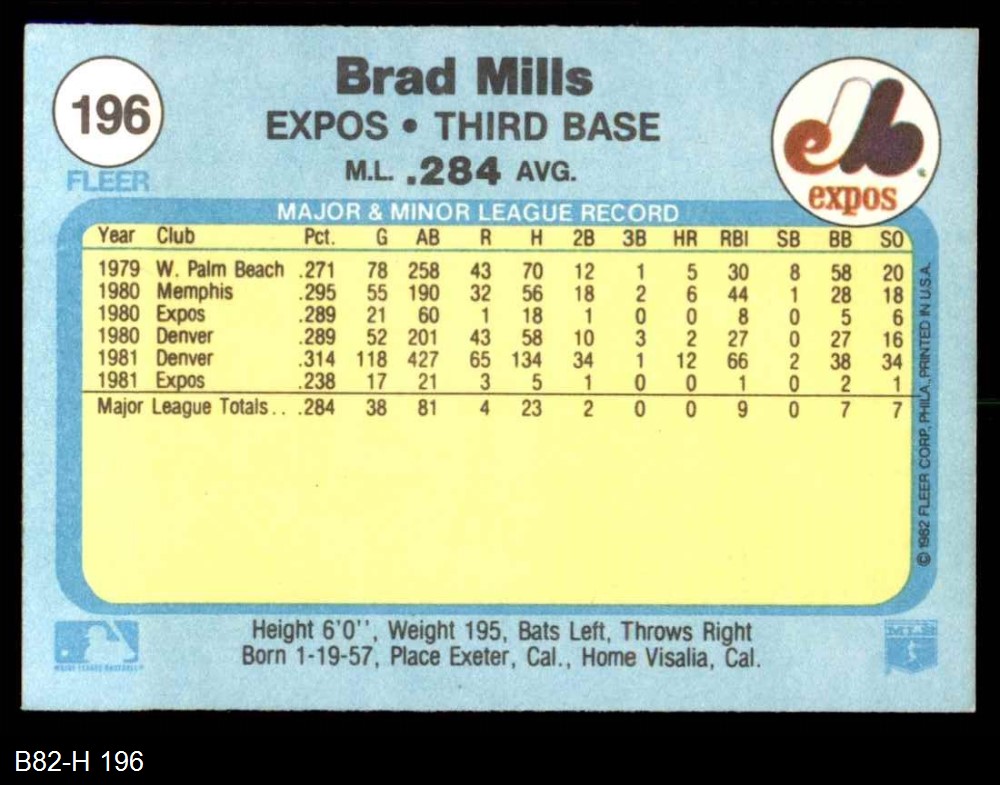 196
FLEER
Brad Mills
EXPOS • THIRD BASE
M.L. .284 AVG.
expos
MAJOR & MINOR LEAGUE RECORD
Year Club Pct. G AB R H 2B 3B HR RBI SB BB SO
1979 W. Palm Beach .271 78 258 43 70 12 1 5 30 8 58 20
1980 Memphis .295 55 190 32 56 18 2 6 44 1 28 18
1980 Expos .289 21 60 1 18 1 0 0 8 0 5 6
1980 Denver .289 52 201 43 58 10 3 2 27 0 27 16
1981 Denver .314 118 427 65 134 34 1 12 66 2 38 34
1981 Expos .238 17 21 3 5 1 0 0 1 0 2 1
Major League Totals.. .284 38 81 4 23 2 0 0 9 0 7 7
© 1982 FLEER CORP., PHILA., PRINTED IN U.S.A.
MAJOR LEAGUE BASEBALL
Height 6'0'', Weight 195, Bats Left, Throws Right
Born 1-19-57, Place Exeter, Cal., Home Visalia, Cal.
B82-H 196